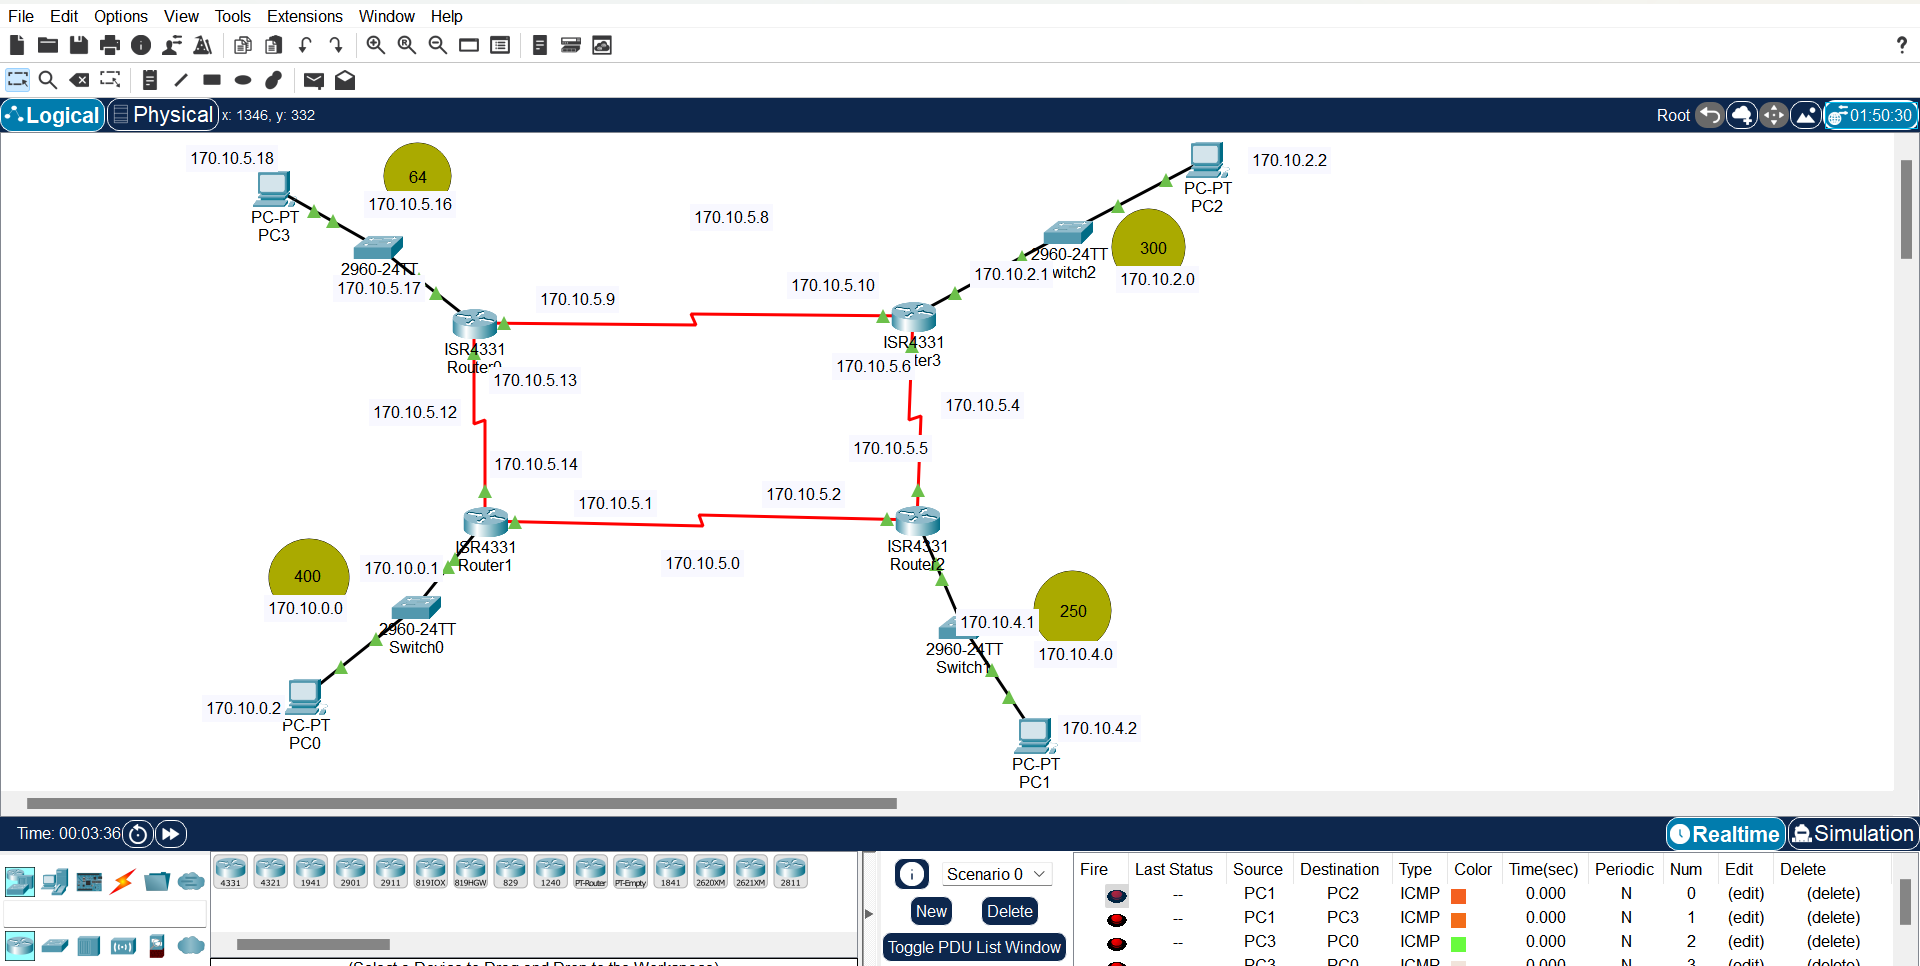 File Edit Options View Tools Extensions Window Help
?
Logical Physical x: 1346, y: 332 Root 01:50:30
170.10.5.18
64
170.10.5.16
PC-PT
PC3
2960-24TT
170.10.5.17
170.10.5.8
PC-PT
PC2
170.10.2.2
300
2960-24TT
witch2
170.10.2.1
170.10.2.0
170.10.5.9
170.10.5.10
ISR4331
Router0
ISR4331
ter3
170.10.5.13
170.10.5.6
170.10.5.12
170.10.5.4
170.10.5.5
170.10.5.14
170.10.5.1
170.10.5.2
ISR4331
Router1
ISR4331
Router2
170.10.5.0
400
170.10.0.1
170.10.0.0
2960-24TT
Switch0
250
170.10.4.1
2960-24TT
Switch1
170.10.4.0
170.10.0.2
PC-PT
PC0
170.10.4.2
PC-PT
PC1
Time: 00:03:36 Realtime Simulation
4331 4321 1941 2901 2911 819IOX 819HGW 829 1240 PT-Router PT-Empty 1841 2620XM 2621XM 2811
(Select a Device to Drag and Drop to the Workspace)
Scenario 0
New Delete
Toggle PDU List Window
Fire Last Status Source Destination Type Color Time(sec) Periodic Num Edit Delete
-- PC1 PC2 ICMP 0.000 N 0 (edit) (delete)
-- PC1 PC3 ICMP 0.000 N 1 (edit) (delete)
-- PC3 PC0 ICMP 0.000 N 2 (edit) (delete)
-- PC3 PC0 ICMP 0.000 N 3 (edit) (delete)